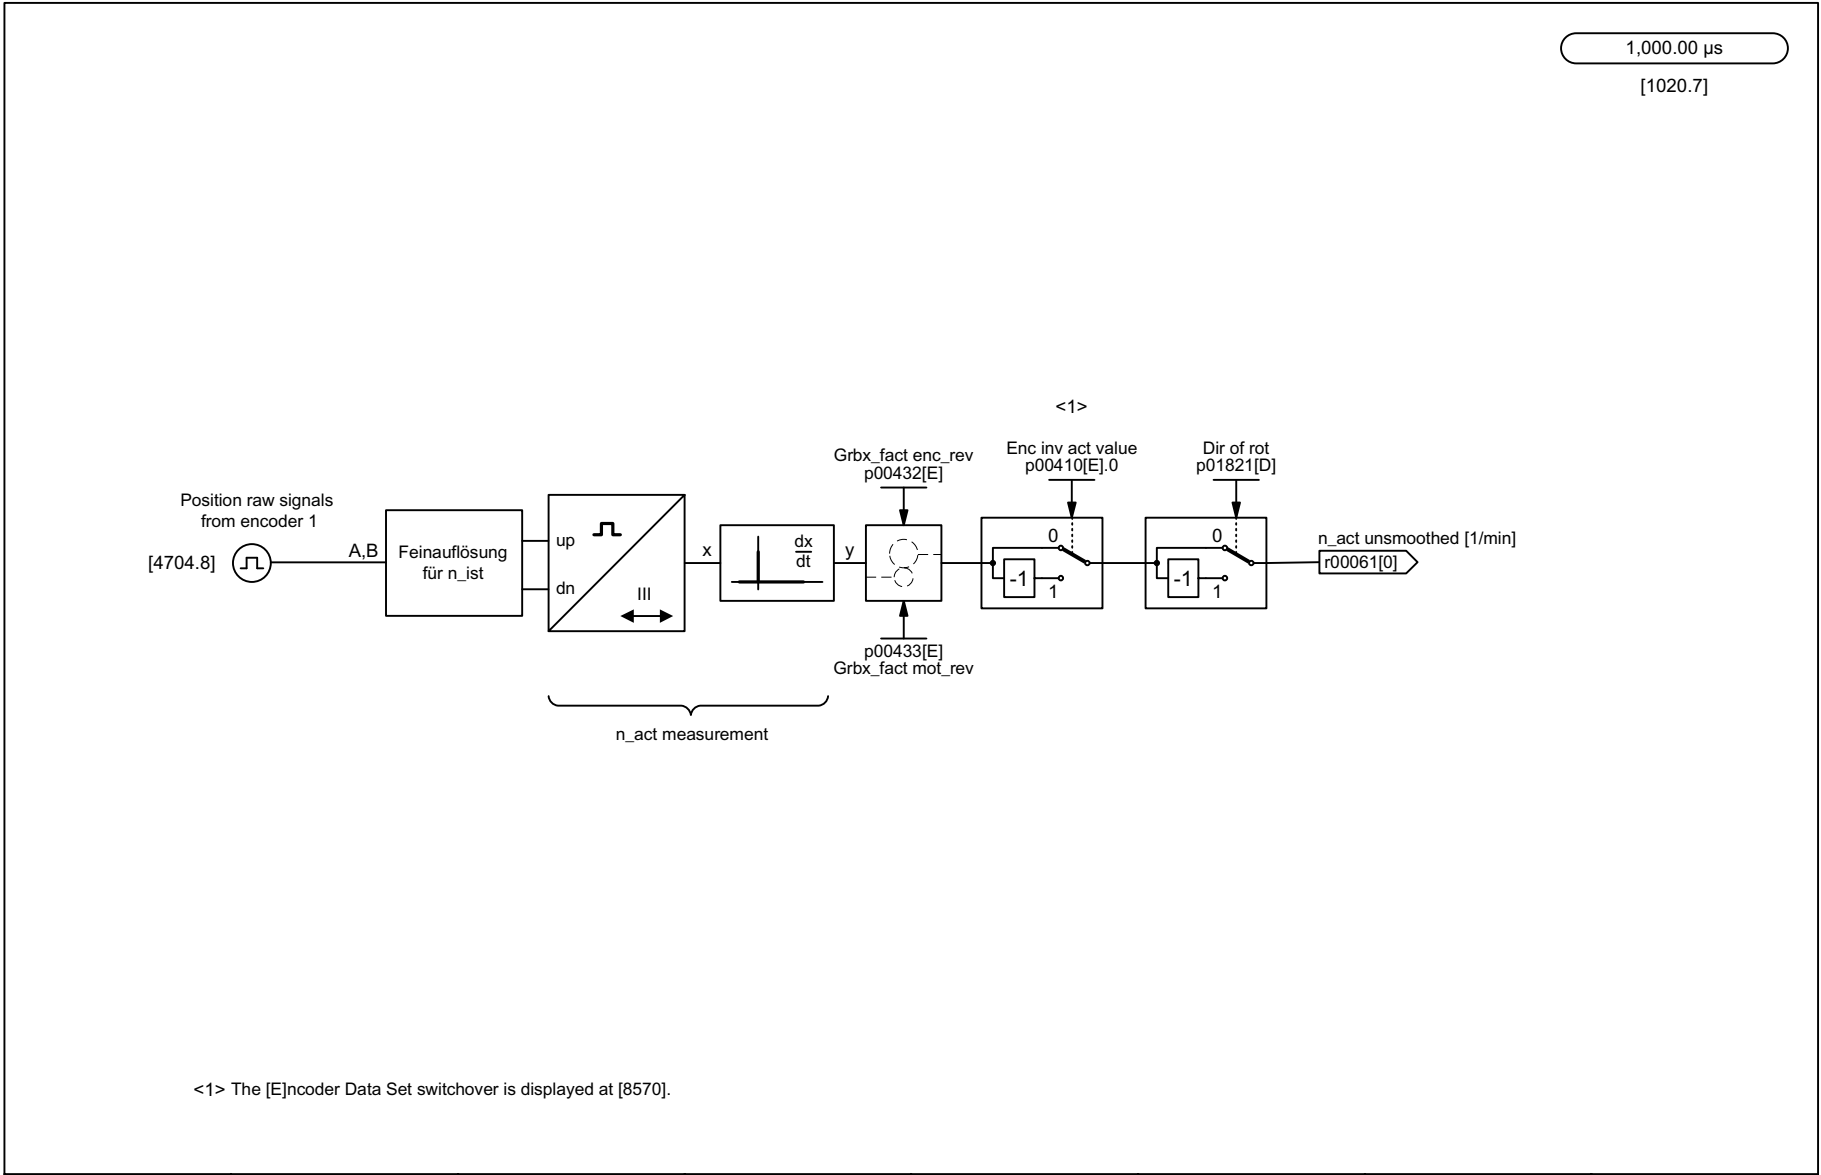 1,000.00 µs
[1020.7]
<1>
Grbx_fact enc_rev
p00432[E]
Enc inv act value
p00410[E].0
Dir of rot
p01821[D]
Position raw signals
from encoder 1
[4704.8]
A,B
Feinauflösung
für n_ist
up
dn
III
x
dx
dt
y
0
-1
1
0
-1
1
n_act unsmoothed [1/min]
r00061[0]
p00433[E]
Grbx_fact mot_rev
n_act measurement
<1> The [E]ncoder Data Set switchover is displayed at [8570].